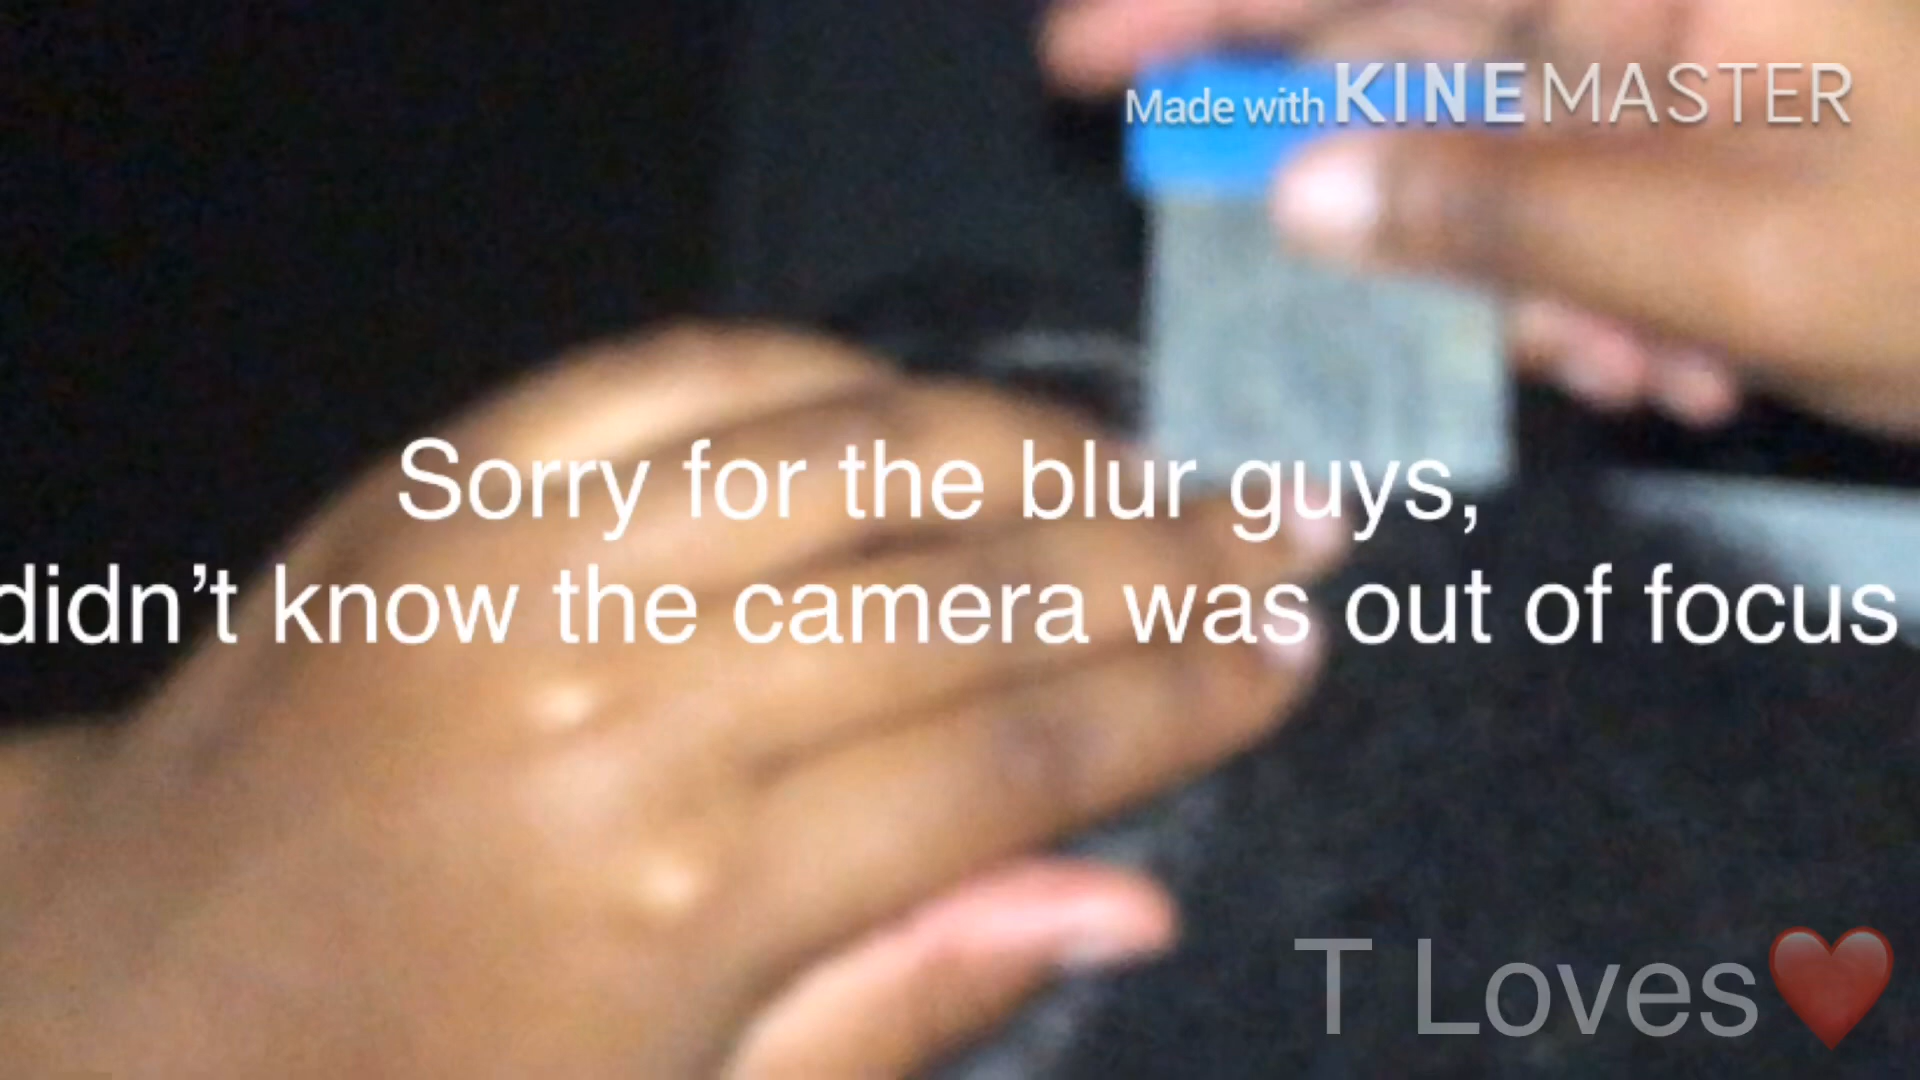 Made with KINEMASTER
Sorry for the blur guys,
didn't know the camera was out of focus
T Loves❤️